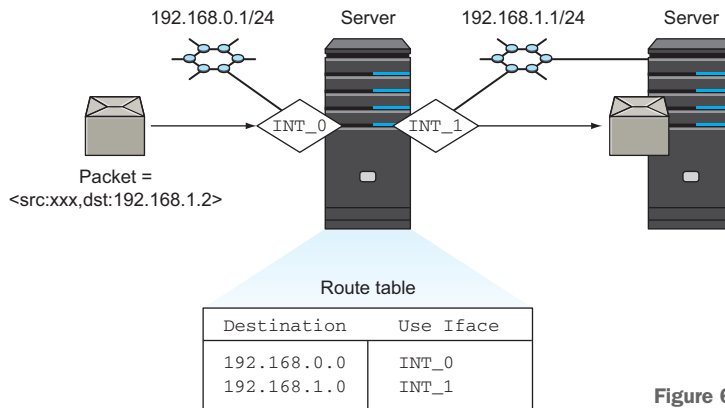 192.168.0.1/24 Server 192.168.1.1/24 Server
INT_0 INT_1
Packet =
<src:xxx,dst:192.168.1.2>
Route table
Destination Use Iface
192.168.0.0 INT_0
192.168.1.0 INT_1
Figure